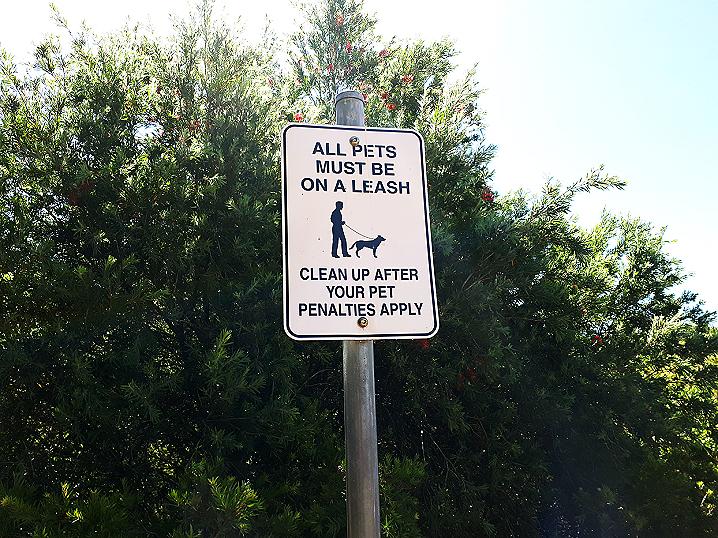 ALL PETS
MUST BE
ON A LEASH
CLEAN UP AFTER
YOUR PET
PENALTIES APPLY